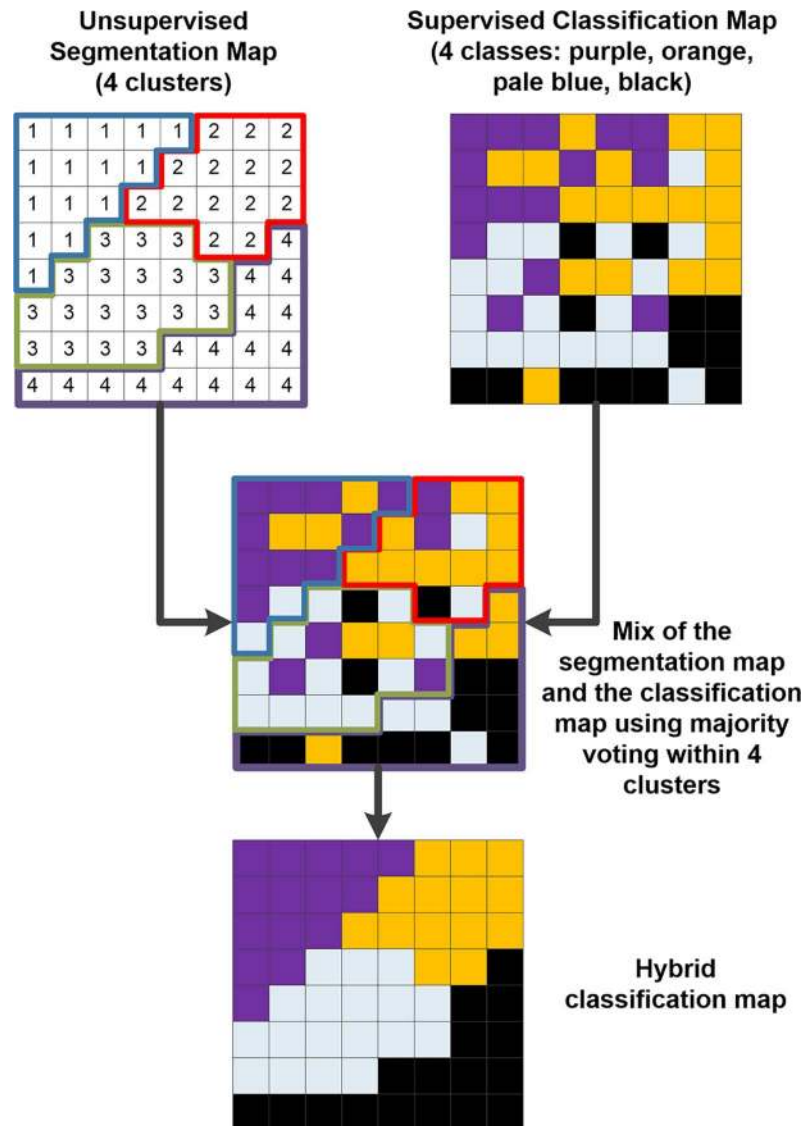 Unsupervised
Segmentation Map
(4 clusters)
Supervised Classification Map
(4 classes: purple, orange,
pale blue, black)
1 1 1 1 1 2 2 2
1 1 1 1 2 2 2 2
1 1 1 2 2 2 2 2
1 1 3 3 3 2 2 4
1 3 3 3 3 3 4 4
3 3 3 3 3 3 4 4
3 3 3 3 4 4 4 4
4 4 4 4 4 4 4 4
Mix of the
segmentation map
and the classification
map using majority
voting within 4
clusters
Hybrid
classification map